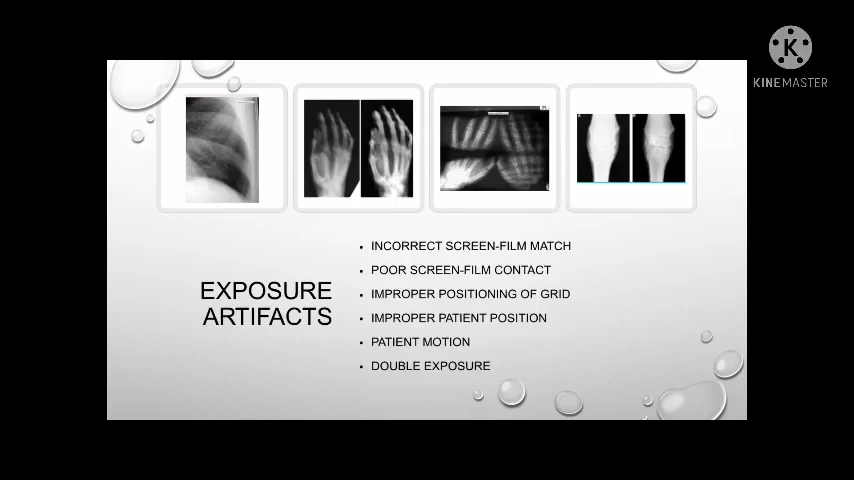 K
KINEMASTER
EXPOSURE
ARTIFACTS
• INCORRECT SCREEN-FILM MATCH
• POOR SCREEN-FILM CONTACT
• IMPROPER POSITIONING OF GRID
• IMPROPER PATIENT POSITION
• PATIENT MOTION
• DOUBLE EXPOSURE